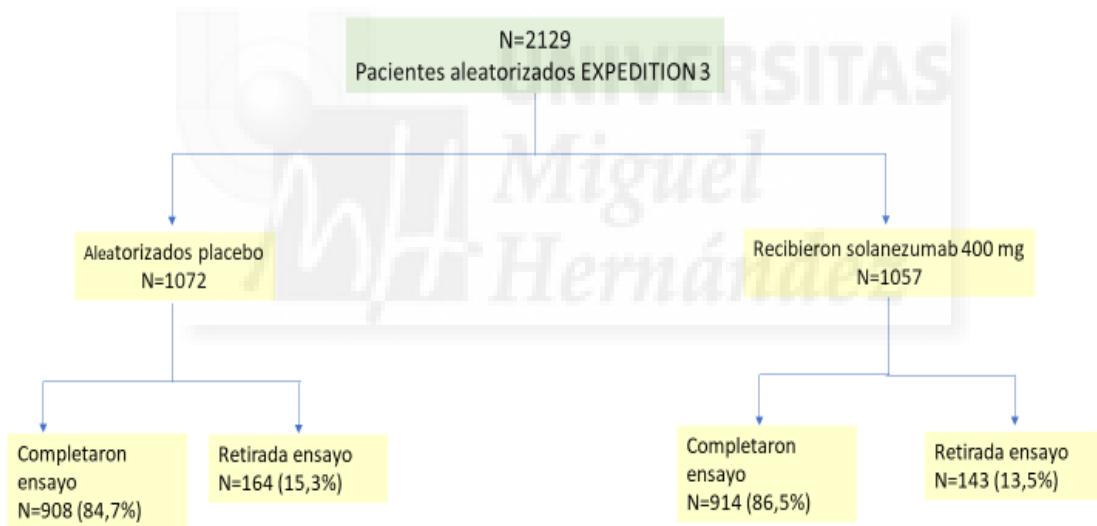 N=2129
Pacientes aleatorizados EXPEDITION 3
UNIVERSITAS
Miguel
Hernández
Aleatorizados placebo
N=1072
Recibieron solanezumab 400 mg
N=1057
Completaron
ensayo
N=908 (84,7%)
Retirada ensayo
N=164 (15,3%)
Completaron
ensayo
N=914 (86,5%)
Retirada ensayo
N=143 (13,5%)